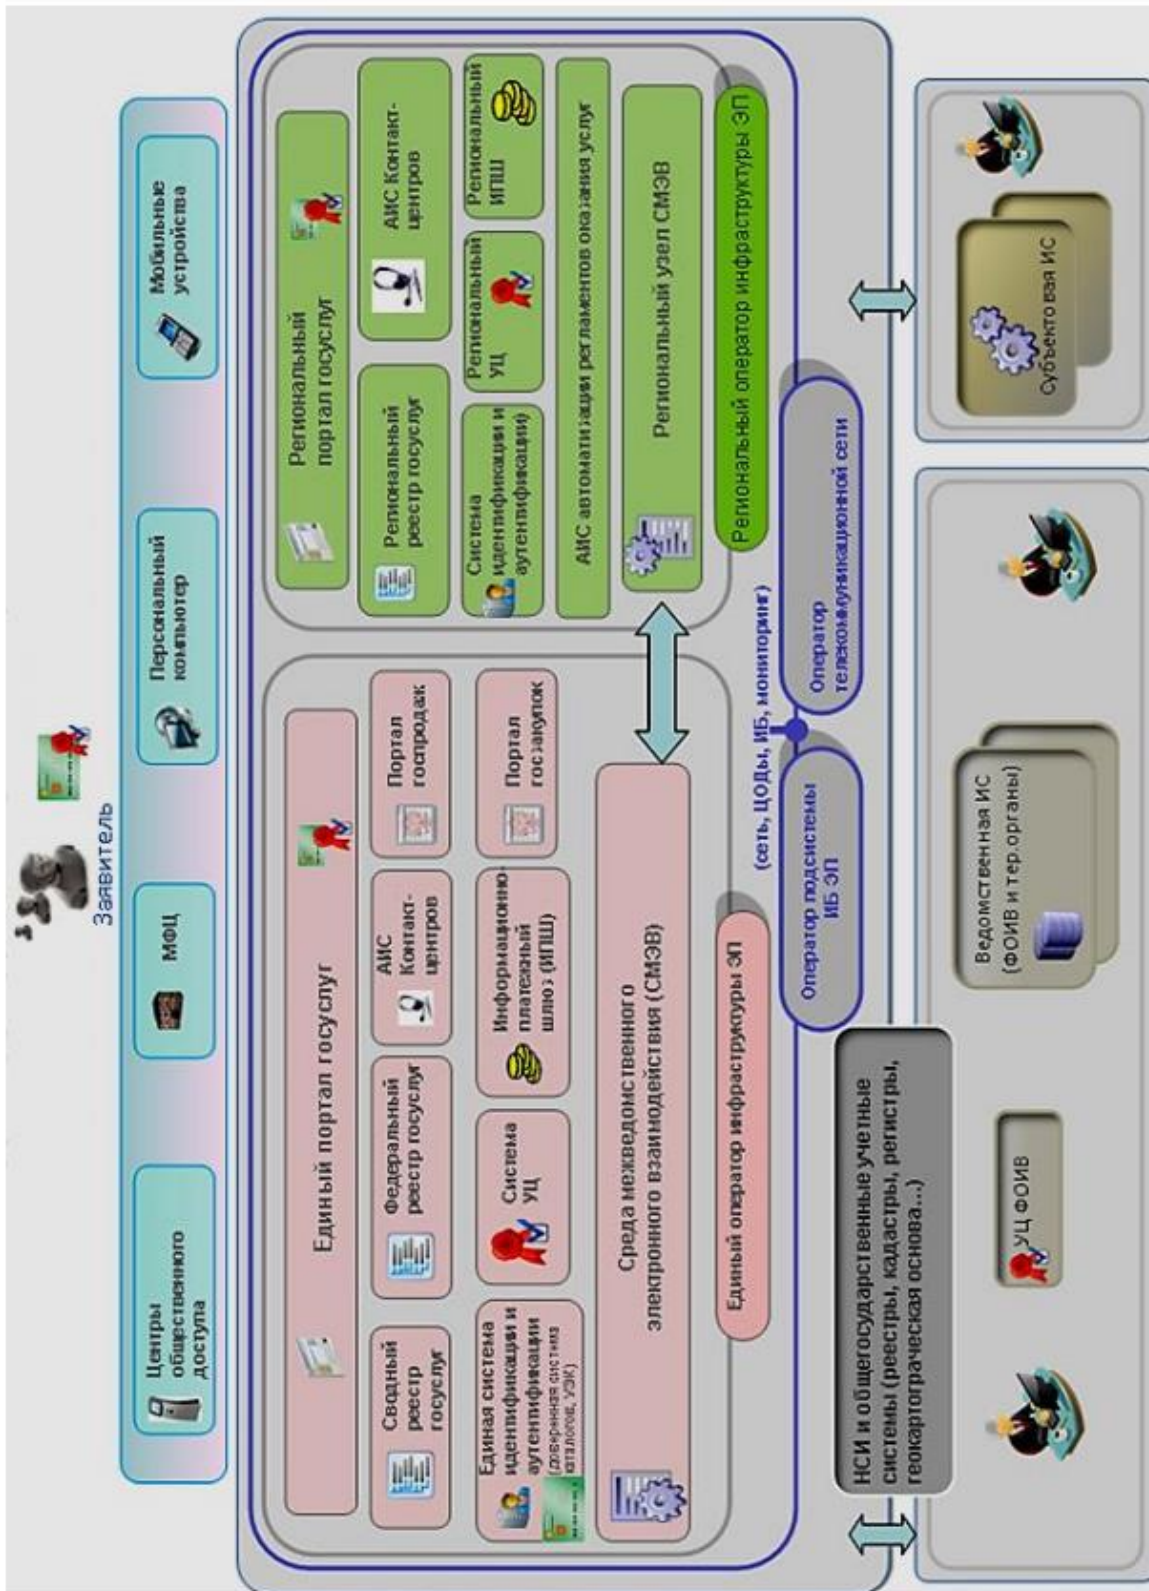 Заявитель
Центры
общественного
доступа
МФЦ
Персональный
компьютер
Мобильные
устройства
Единый портал госуслуг
Сводный
реестр
госуслуг
Федеральный
реестр госуслуг
АИС
Контакт-
центров
Портал
госпродаж
Единая система
идентификации и
аутентификации
(доверенная система
каталогов, УЭК)
Система
УЦ
Информационно-
платежный
шлюз (ИПШ)
Портал
госзакупок
Среда межведомственного
электронного взаимодействия (СМЭВ)
Единый оператор инфраструктуры ЭП
Региональный
портал госуслуг
Региональный
реестр госуслуг
АИС Контакт-
центров
Система
идентификации и
аутентификации)
Региональный
УЦ
Региональный
ИПШ
АИС автоматизации регламентов оказания услуг
Региональный узел СМЭВ
Региональный оператор инфраструктуры ЭП
(сеть, ЦОДы, ИБ, мониторинг)
Оператор подсистемы
ИБ ЭП
Оператор
телекоммуникационной сети
НСИ и общегосударственные учетные
системы (реестры, кадастры, регистры,
геокартограческая основа...)
УЦ ФОИВ
Ведомственная ИС
(ФОИВ и тер.органы)
Субъектовая ИС